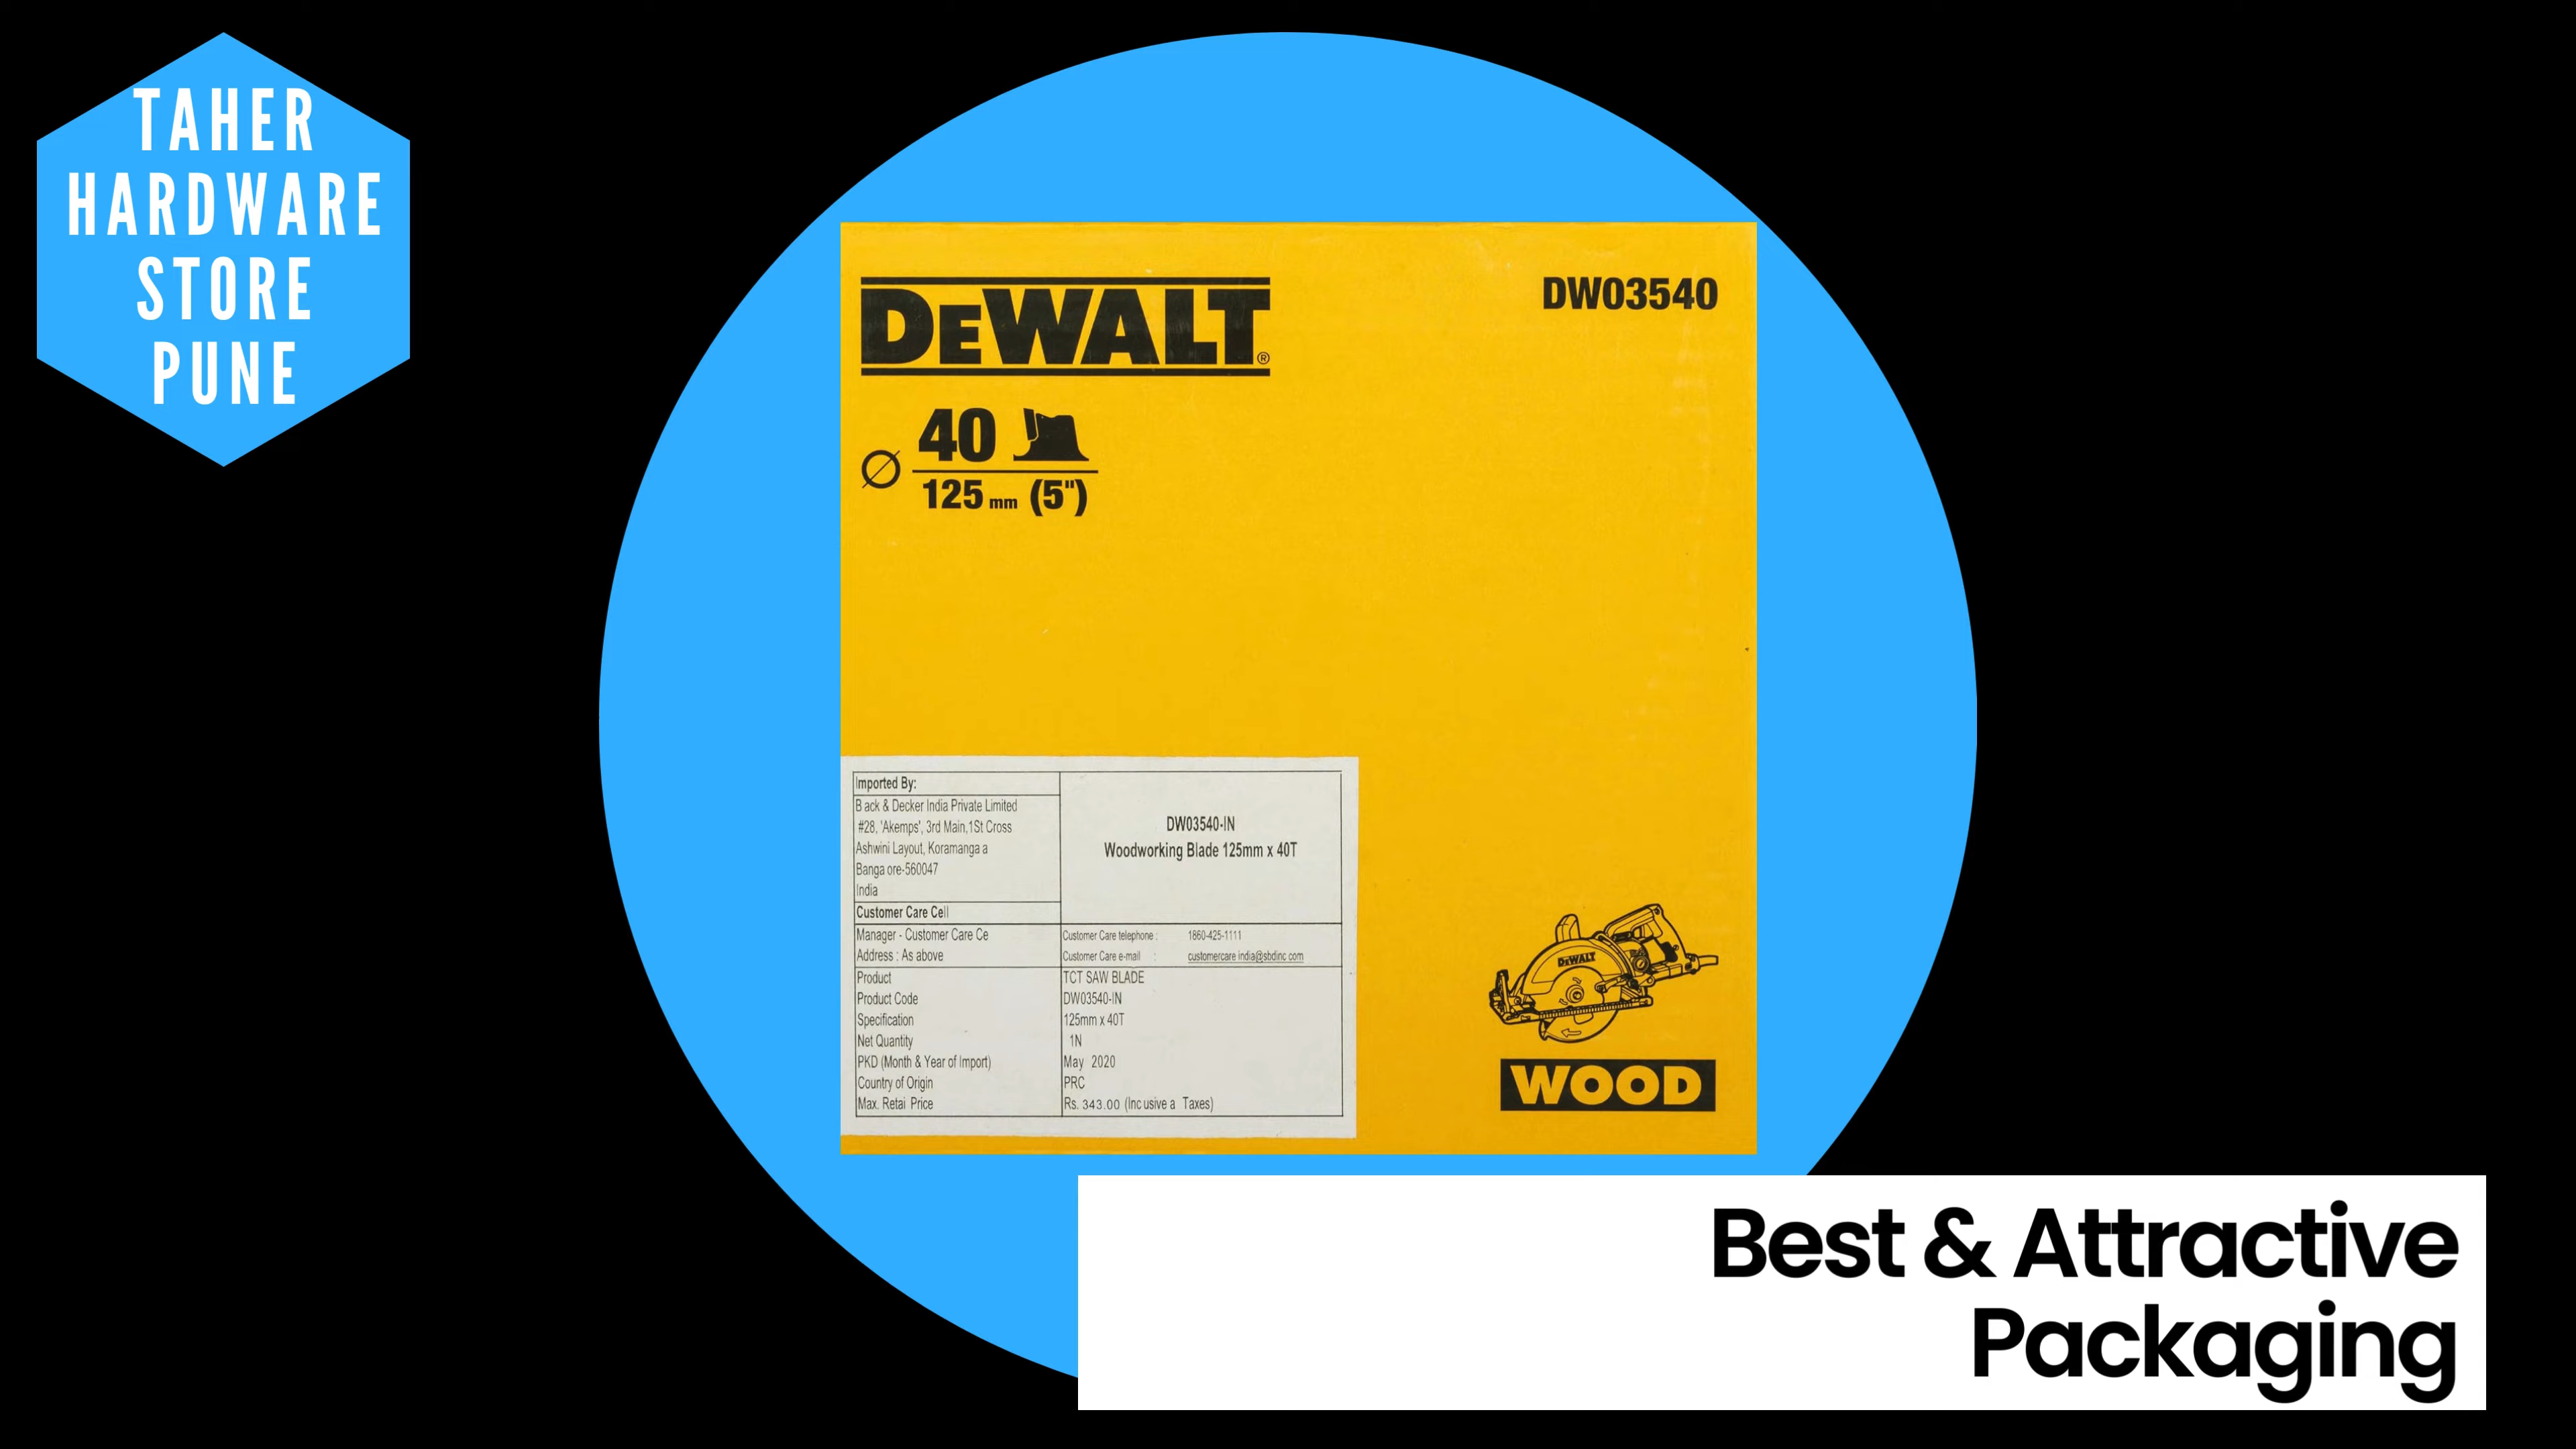 TAHER
HARDWARE
STORE
PUNE
DEWALT®
DW03540
40
Ø 125 mm (5")
Imported By:
B ack & Decker India Private Limited
#28, 'Akemps', 3rd Main,1St Cross
Ashwini Layout, Koramanga a
Banga ore-560047
India
DW03540-IN
Woodworking Blade 125mm x 40T
Customer Care Cell
Manager - Customer Care Ce
Address : As above
Customer Care telephone : 1860-425-1111
Customer Care e-mail : customercare india@sbdinc com
Product TCT SAW BLADE
Product Code DW03540-IN
Specification 125mm x 40T
Net Quantity 1N
PKD (Month & Year of Import) May 2020
Country of Origin PRC
Max. Retai Price Rs. 343.00 (Inc usive a Taxes)
DEWALT
WOOD
Best & Attractive
Packaging